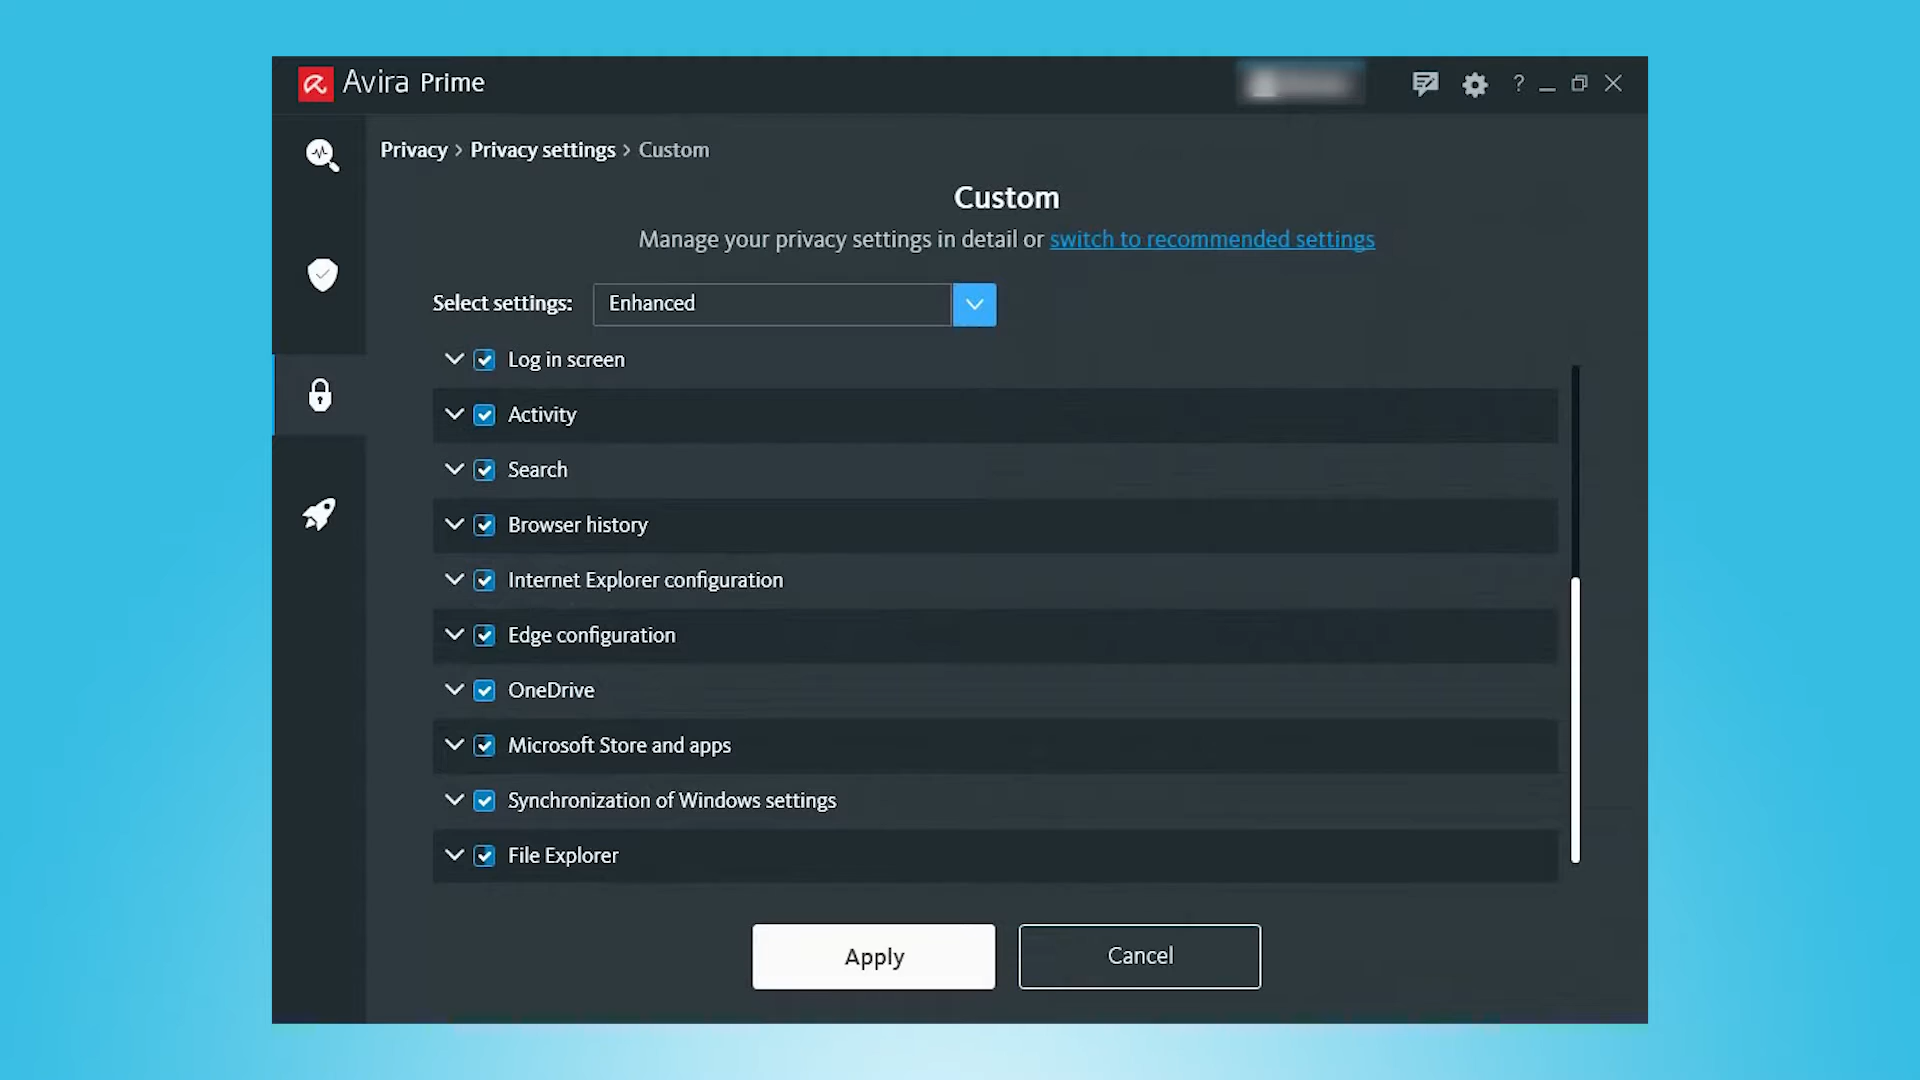 Avira Prime
?
Privacy > Privacy settings > Custom
Custom
Manage your privacy settings in detail or switch to recommended settings
Select settings: Enhanced
Log in screen
Activity
Search
Browser history
Internet Explorer configuration
Edge configuration
OneDrive
Microsoft Store and apps
Synchronization of Windows settings
File Explorer
Apply Cancel